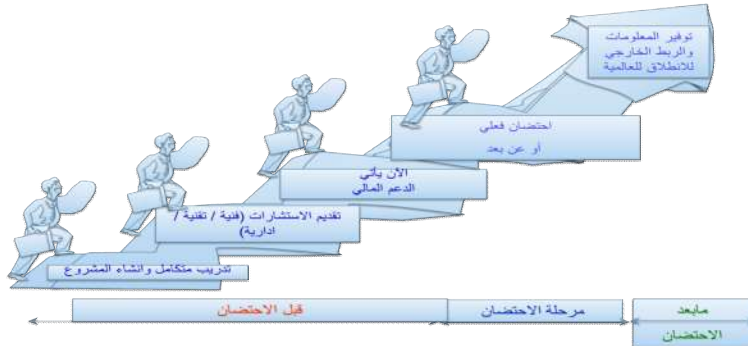 توفير المعلومات
والربط الخارجي
للانطلاق للعالمية
احتضان فعلي
أو عن بعد
الآن يأتي
الدعم المالي
تقديم الاستشارات (فنية / تقنية /
ادارية)
تدريب متكامل وانشاء المشروع
قبل الاحتضان
مرحلة الاحتضان
مابعد
الاحتضان